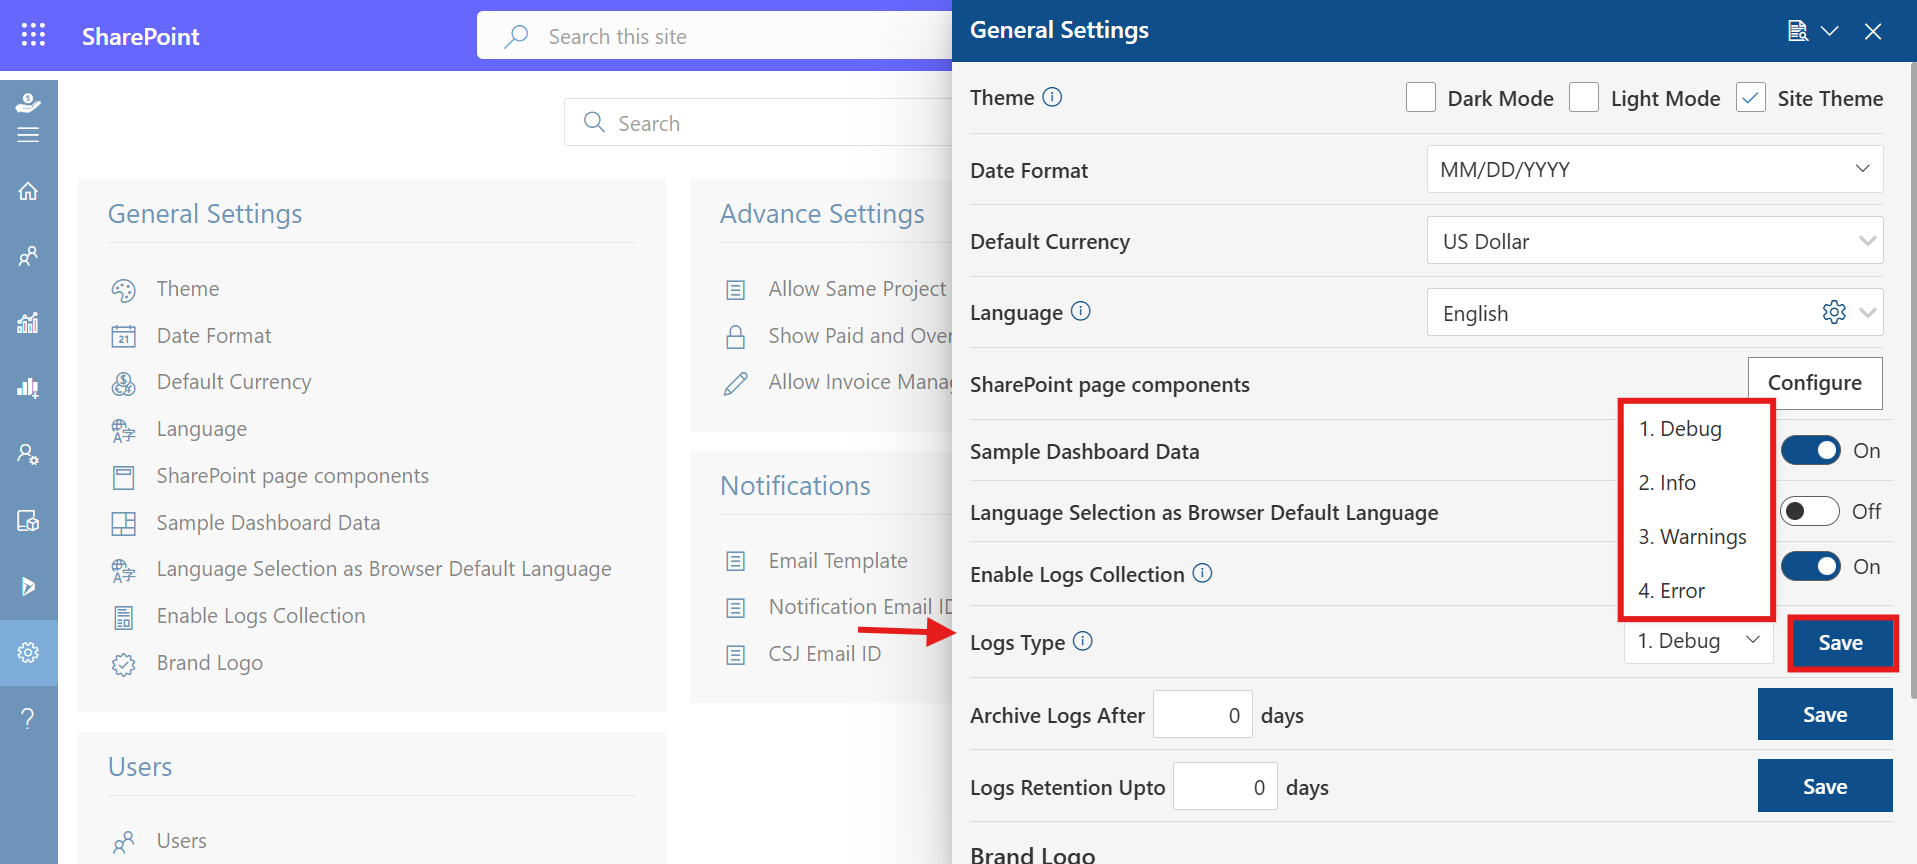 SharePoint
Search this site
Search
General Settings
Theme
21
Date Format
Default Currency
Language
SharePoint page components
Sample Dashboard Data
Language Selection as Browser Default Language
Enable Logs Collection
Brand Logo
Users
Users
Advance Settings
Allow Same Project
Show Paid and Over
Allow Invoice Mana
Notifications
Email Template
Notification Email ID
CSJ Email ID
General Settings
Theme
Dark Mode
Light Mode
Site Theme
Date Format
MM/DD/YYYY
Default Currency
US Dollar
Language
English
SharePoint page components
Configure
Sample Dashboard Data
On
Language Selection as Browser Default Language
Off
Enable Logs Collection
On
1. Debug
2. Info
3. Warnings
4. Error
Logs Type
1. Debug
Save
Archive Logs After 0 days
Save
Logs Retention Upto 0 days
Save
Brand Logo